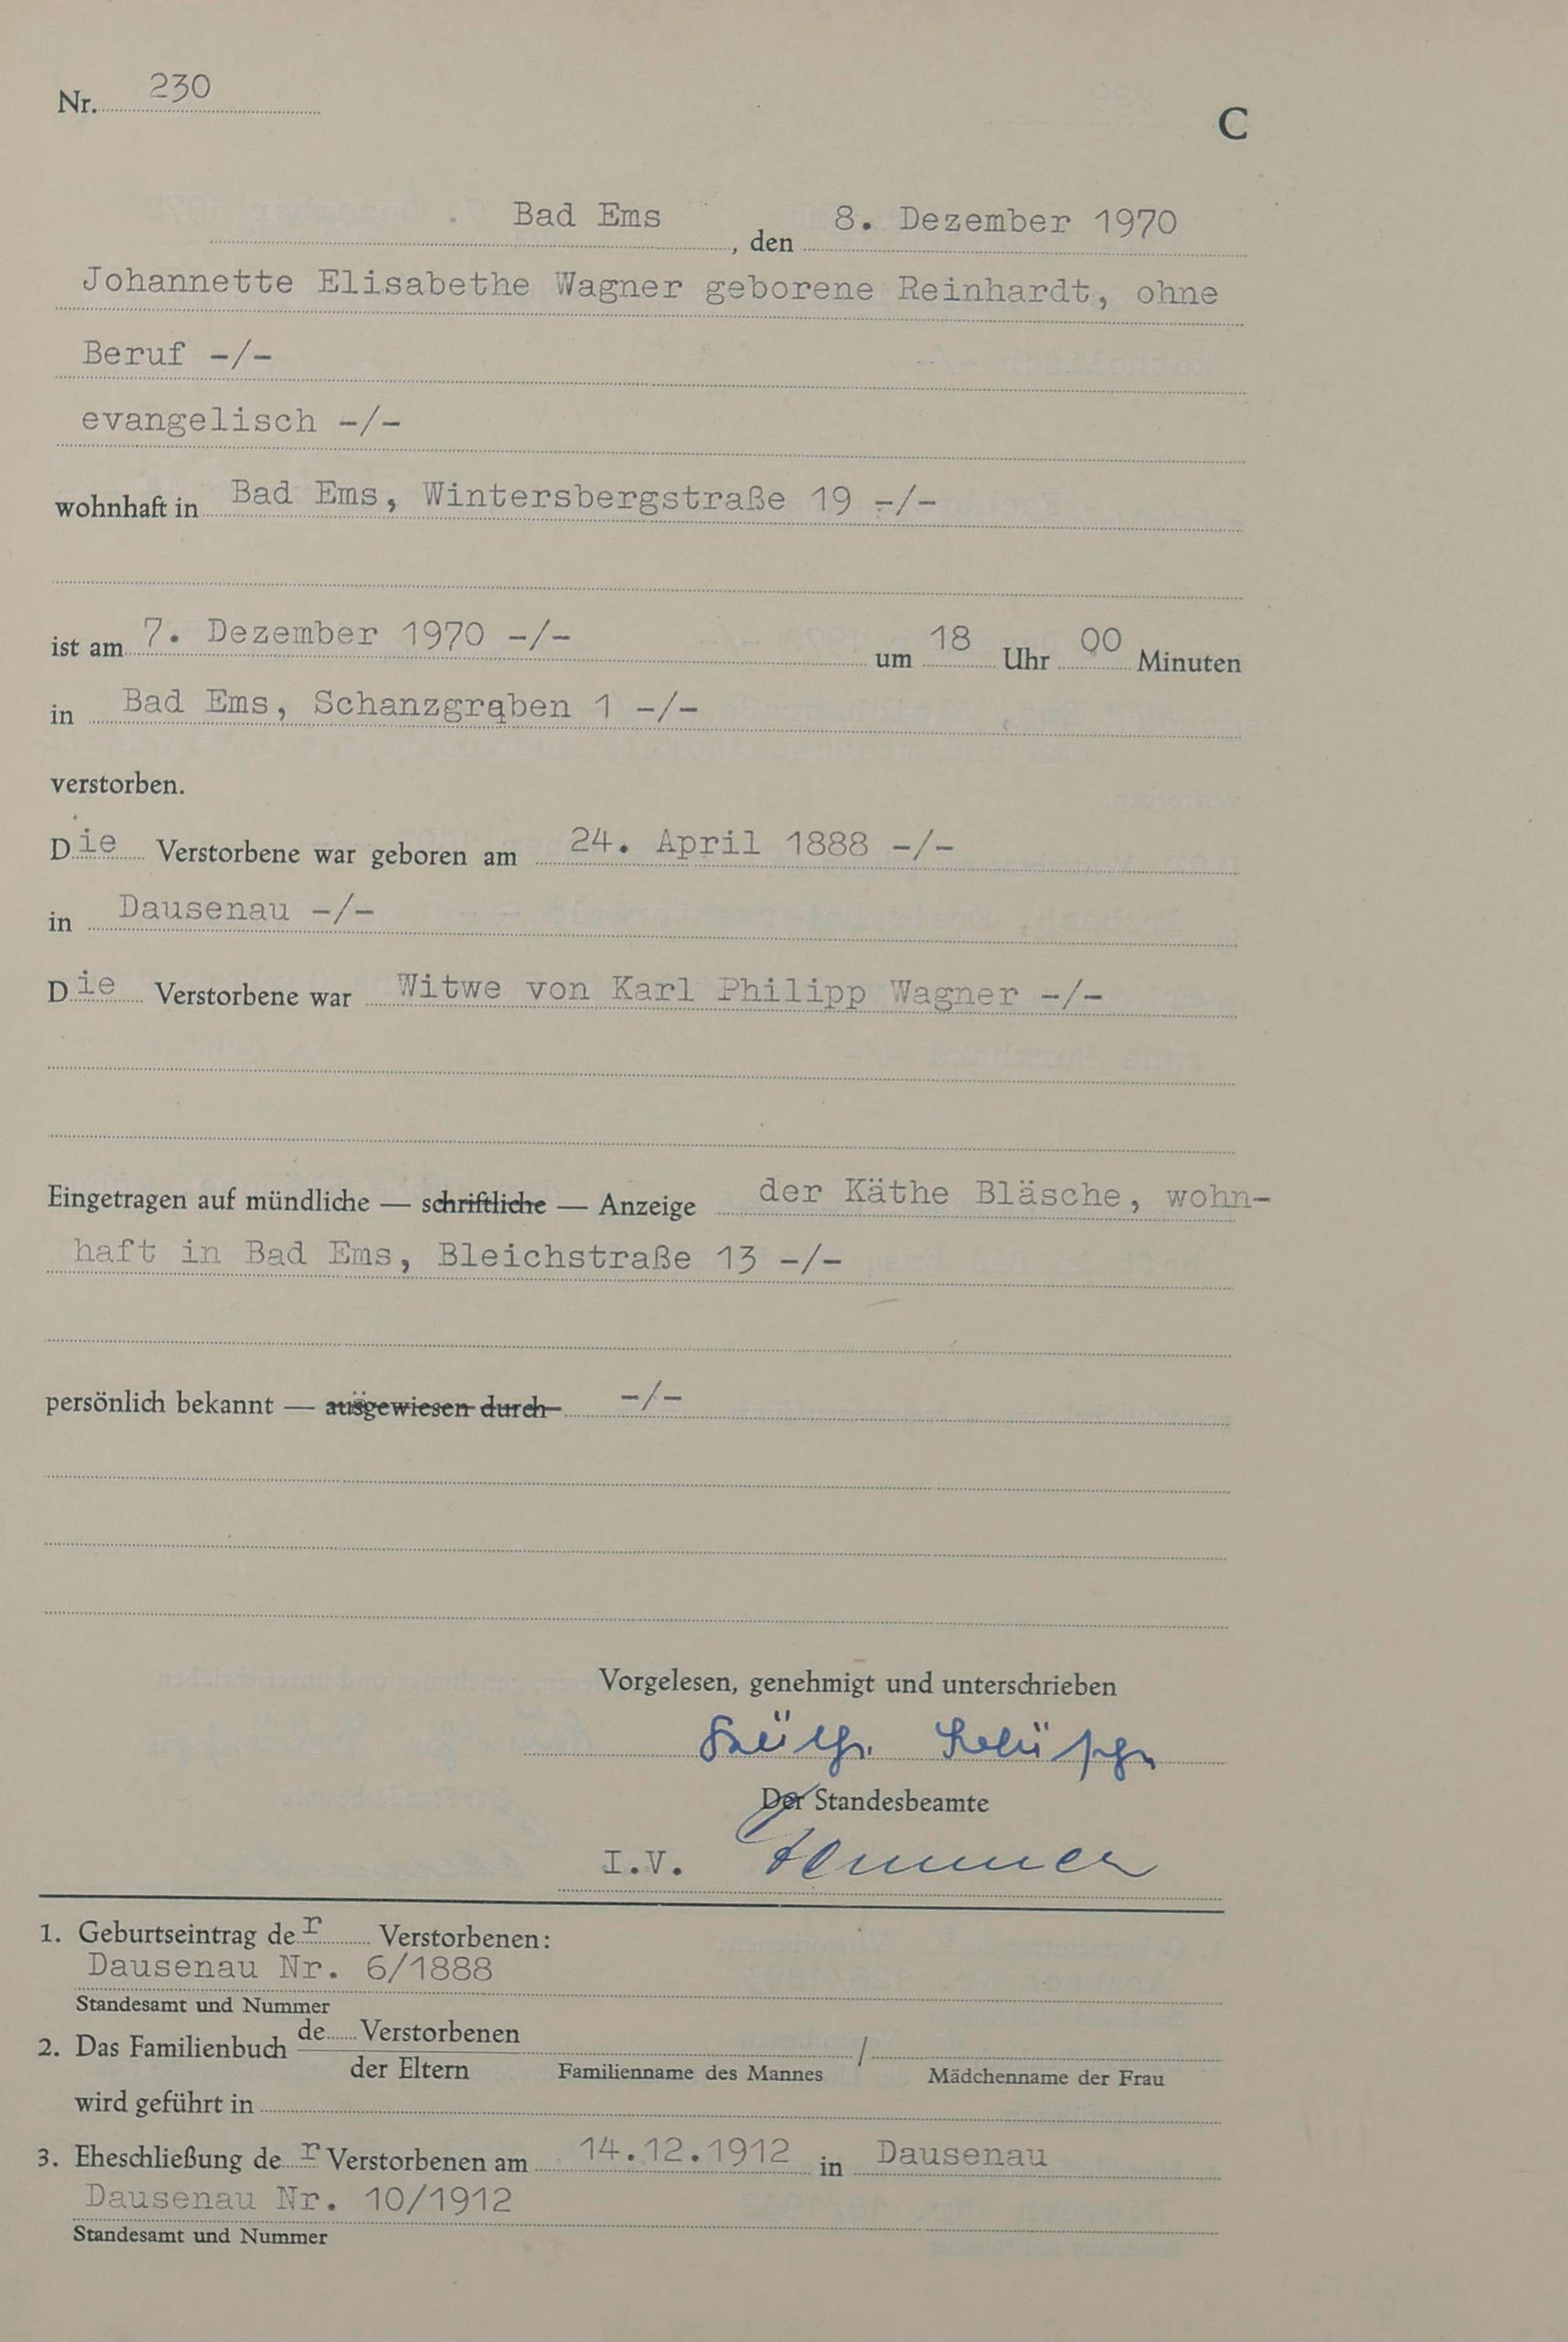 Nr. 230
C
Bad Ems, den 8. Dezember 1970
Johannette Elisabethe Wagner geborene Reinhardt, ohne
Beruf -/-
evangelisch -/-
wohnhaft in Bad Ems, Wintersbergstraße 19 -/-
ist am 7. Dezember 1970 -/- um 18 Uhr 00 Minuten
in Bad Ems, Schanzgraben 1 -/-
verstorben.
Die Verstorbene war geboren am 24. April 1888 -/-
in Dausenau -/-
Die Verstorbene war Witwe von Karl Philipp Wagner -/-
Eingetragen auf mündliche — schriftliche — Anzeige der Käthe Bläsche, wohn-
haft in Bad Ems, Bleichstraße 13 -/-
persönlich bekannt — ausgewiesen durch -/-
Vorgelesen, genehmigt und unterschrieben
Käthe Bläsche
Der Standesbeamte
I.V.
1. Geburtseintrag der Verstorbenen:
Dausenau Nr. 6/1888
Standesamt und Nummer
2. Das Familienbuch de Verstorbenen /
der Eltern Familienname des Mannes Mädchenname der Frau
wird geführt in
3. Eheschließung der Verstorbenen am 14.12.1912 in Dausenau
Dausenau Nr. 10/1912
Standesamt und Nummer